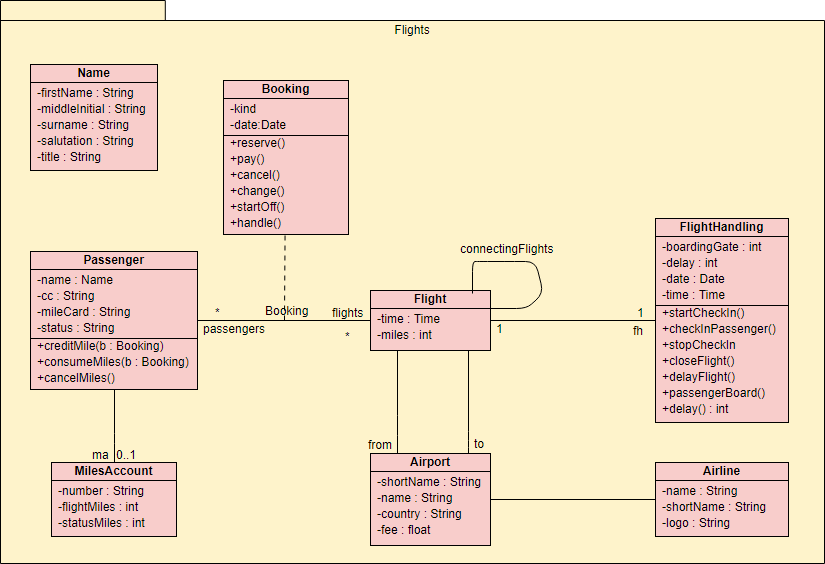 Flights
Name
-firstName : String
-middleInitial : String
-surname : String
-salutation : String
-title : String
Booking
-kind
-date:Date
+reserve()
+pay()
+cancel()
+change()
+startOff()
+handle()
Passenger
-name : Name
-cc : String
-mileCard : String
-status : String
+creditMile(b : Booking)
+consumeMiles(b : Booking)
+cancelMiles()
*
passengers
Booking
flights
*
connectingFlights
Flight
-time : Time
-miles : int
1
1
fh
FlightHandling
-boardingGate : int
-delay : int
-date : Date
-time : Time
+startCheckIn()
+checkInPassenger()
+stopCheckIn
+closeFlight()
+delayFlight()
+passengerBoard()
+delay() : int
ma 0..1
MilesAccount
-number : String
-flightMiles : int
-statusMiles : int
from
to
Airport
-shortName : String
-name : String
-country : String
-fee : float
Airline
-name : String
-shortName : String
-logo : String